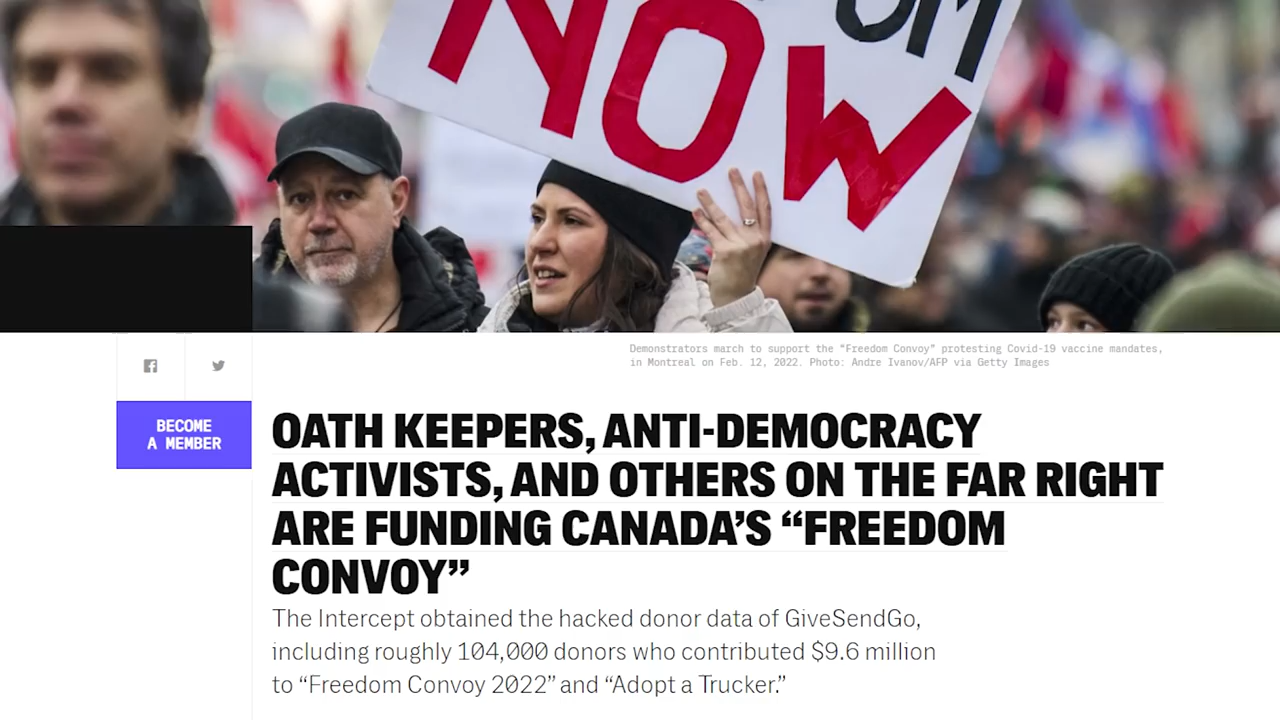 NOW
Demonstrators march to support the “Freedom Convoy” protesting Covid-19 vaccine mandates,
in Montreal on Feb. 12, 2022. Photo: Andre Ivanov/AFP via Getty Images
BECOME
A MEMBER
OATH KEEPERS, ANTI-DEMOCRACY
ACTIVISTS, AND OTHERS ON THE FAR RIGHT
ARE FUNDING CANADA’S “FREEDOM
CONVOY”
The Intercept obtained the hacked donor data of GiveSendGo,
including roughly 104,000 donors who contributed $9.6 million
to “Freedom Convoy 2022” and “Adopt a Trucker.”